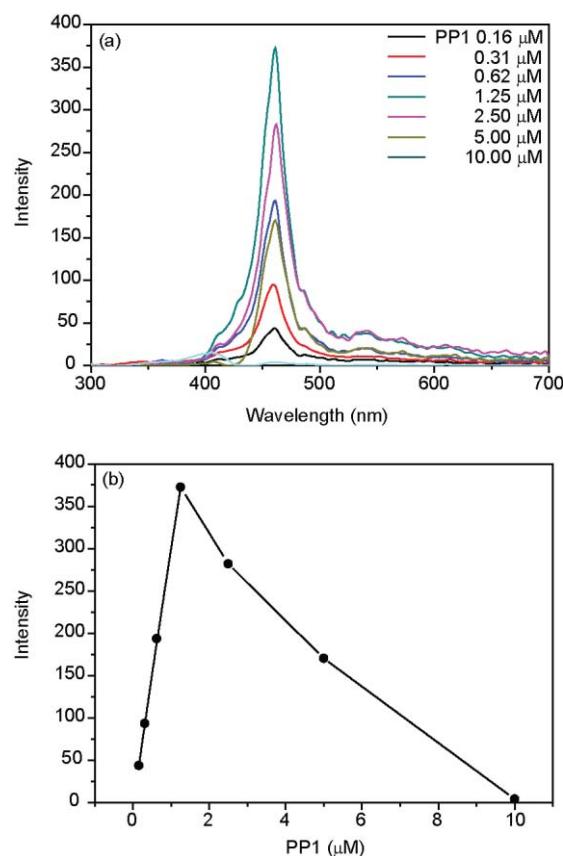 (a)
PP1 0.16 μM
0.31 μM
0.62 μM
1.25 μM
2.50 μM
5.00 μM
10.00 μM
400
350
300
250
200
150
100
50
0
Intensity
300 400 500 600 700
Wavelength (nm)
(b)
400
350
300
250
200
150
100
50
0
Intensity
0 2 4 6 8 10
PP1 (μM)